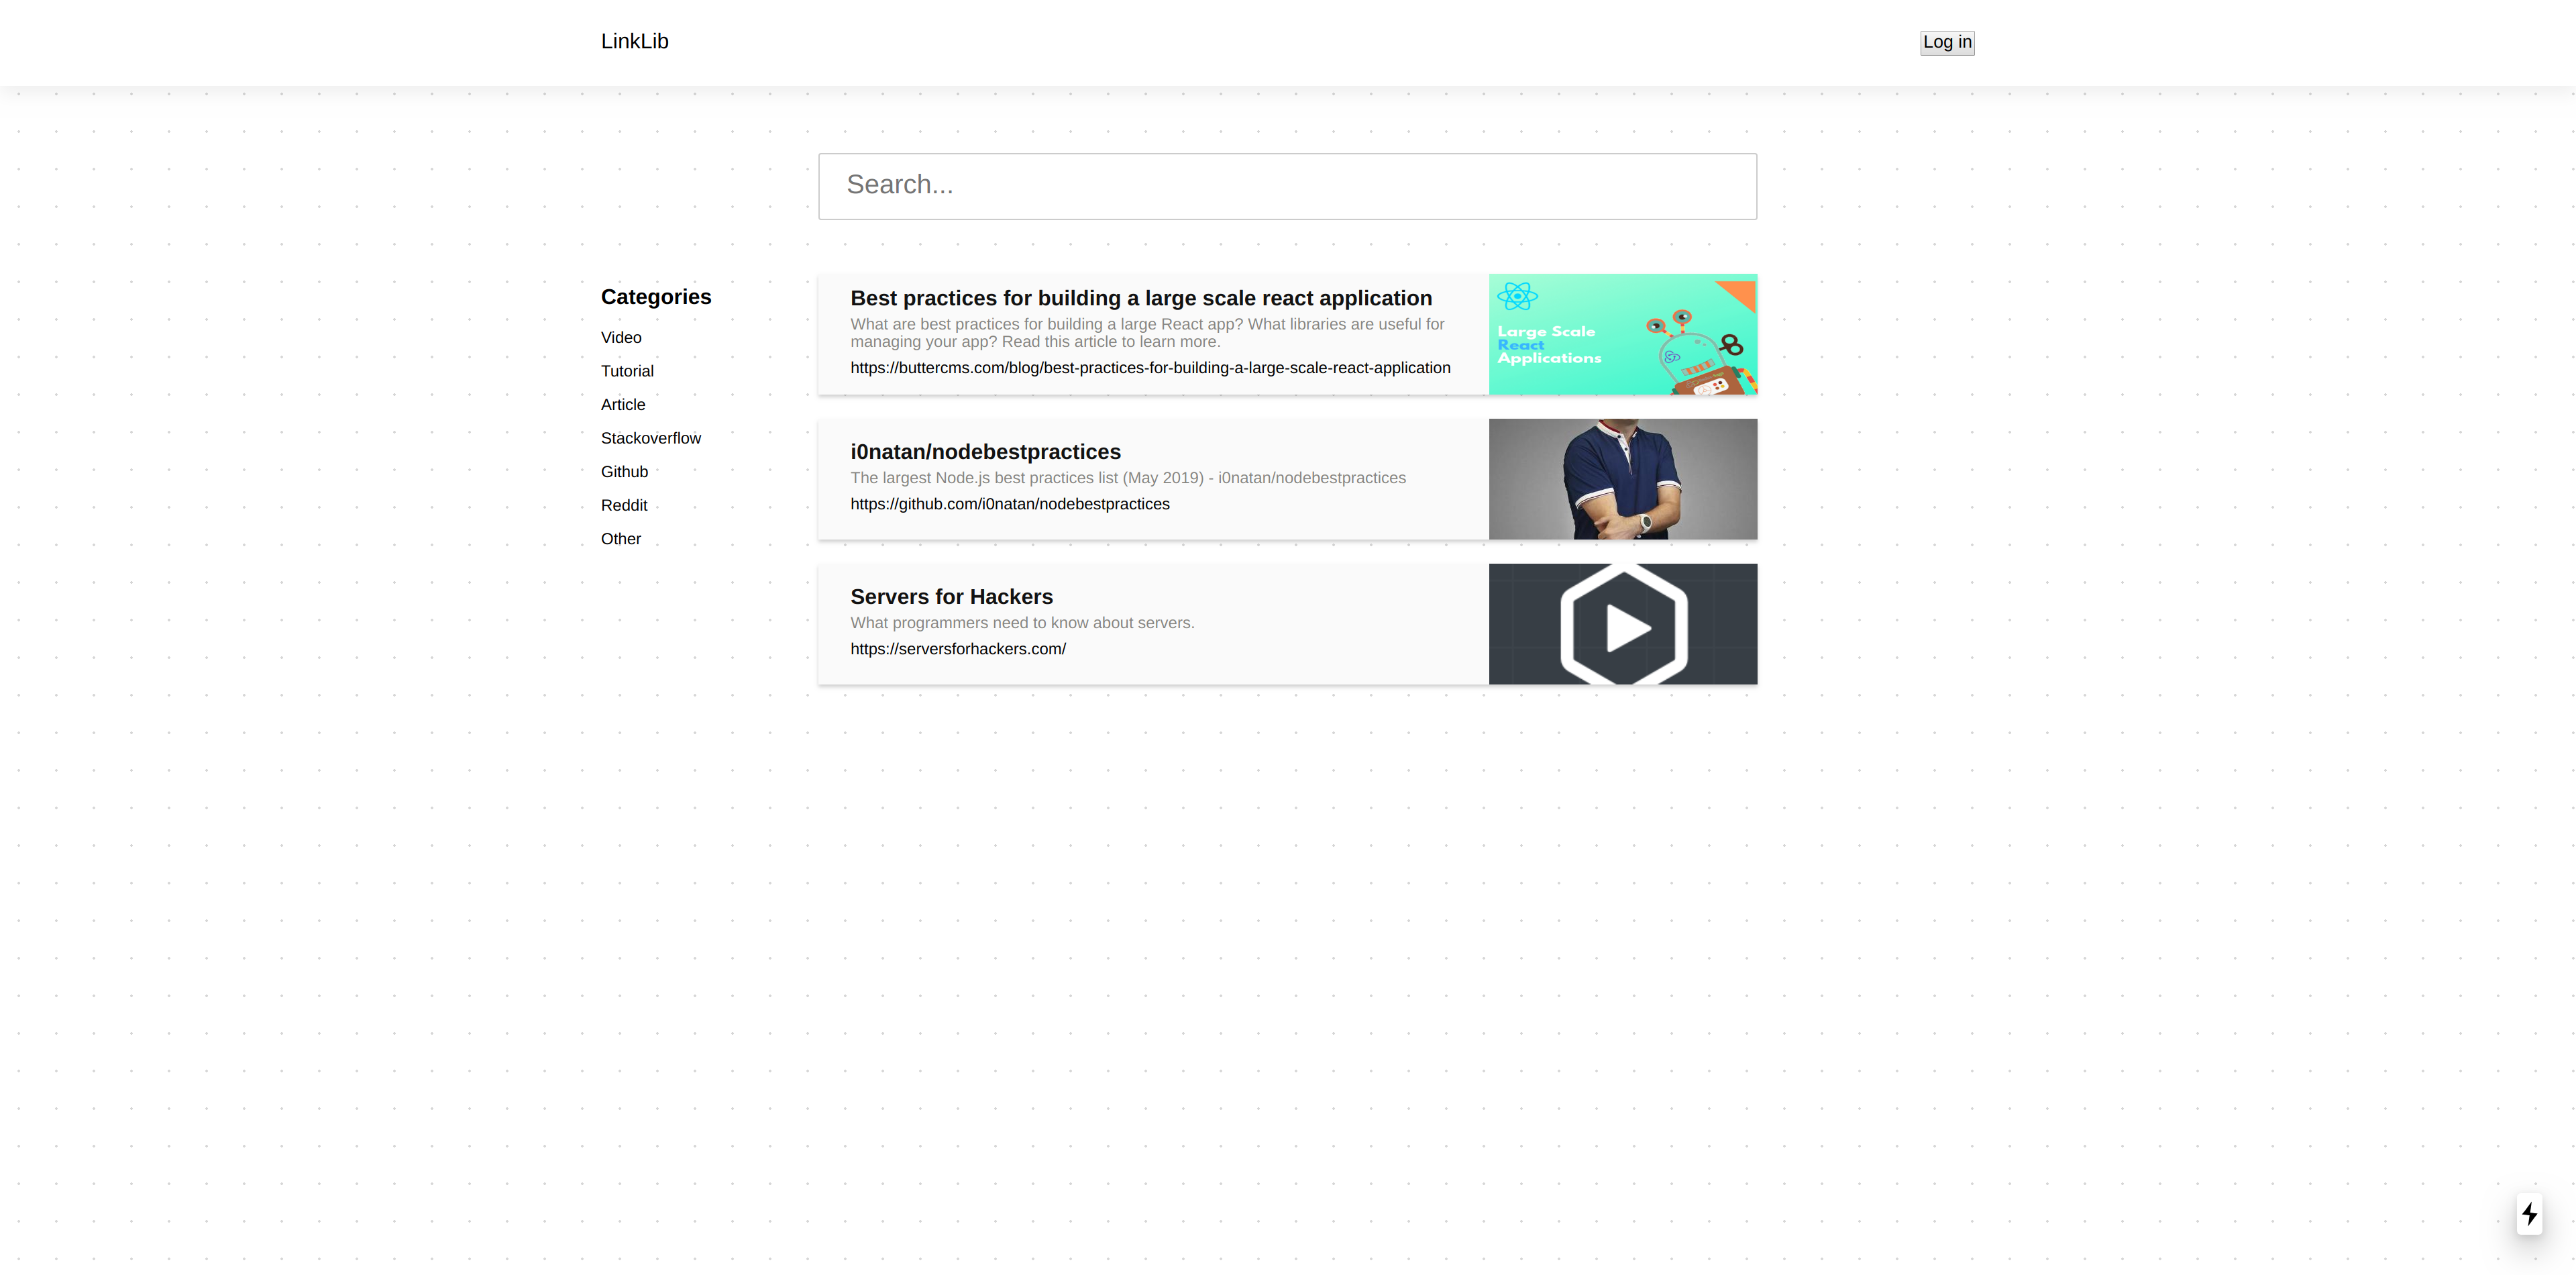 LinkLib
Log in
Search...
Categories
Video
Tutorial
Article
Stackoverflow
Github
Reddit
Other
Best practices for building a large scale react application
What are best practices for building a large React app? What libraries are useful for
managing your app? Read this article to learn more.
https://buttercms.com/blog/best-practices-for-building-a-large-scale-react-application
Large Scale
React
Applications
i0natan/nodebestpractices
The largest Node.js best practices list (May 2019) - i0natan/nodebestpractices
https://github.com/i0natan/nodebestpractices
Servers for Hackers
What programmers need to know about servers.
https://serversforhackers.com/